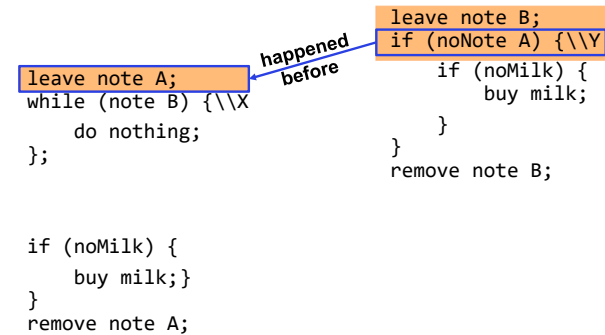 leave note A;
while (note B) {\\X
do nothing;
};
if (noMilk) {
buy milk;}
}
remove note A;
happened
before
leave note B;
if (noNote A) {\\Y
if (noMilk) {
buy milk;
}
}
remove note B;